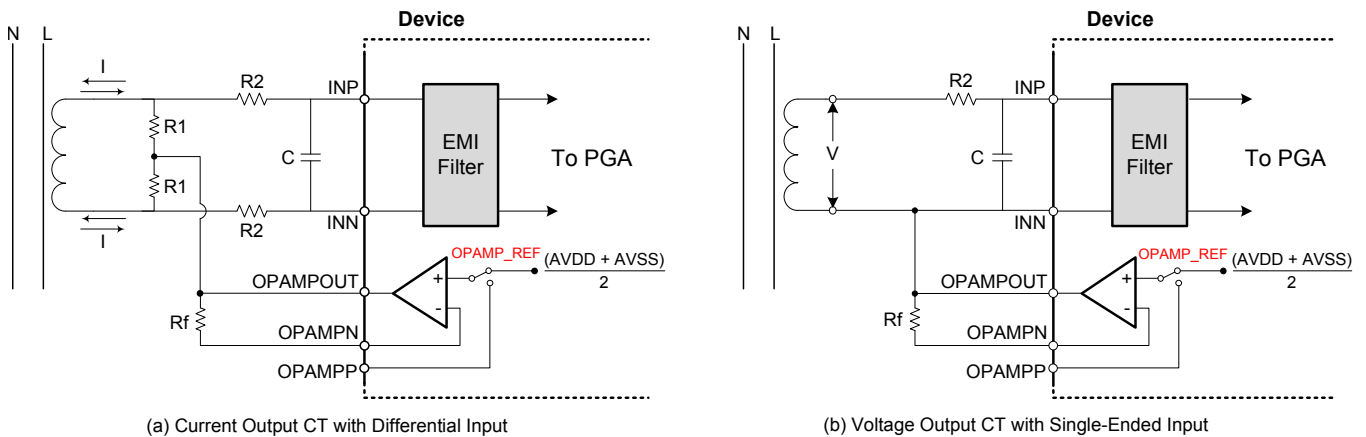 Device
N L
I
R2
INP
R1
EMI
Filter
C
To PGA
R1
I
R2
INN
OPAMP_REF
(AVDD + AVSS)
2
+
-
OPAMPOUT
Rf
OPAMPN
OPAMPP
(a) Current Output CT with Differential Input
Device
N L
R2
INP
V
C
EMI
Filter
To PGA
INN
OPAMP_REF
(AVDD + AVSS)
2
+
-
OPAMPOUT
Rf
OPAMPN
OPAMPP
(b) Voltage Output CT with Single-Ended Input